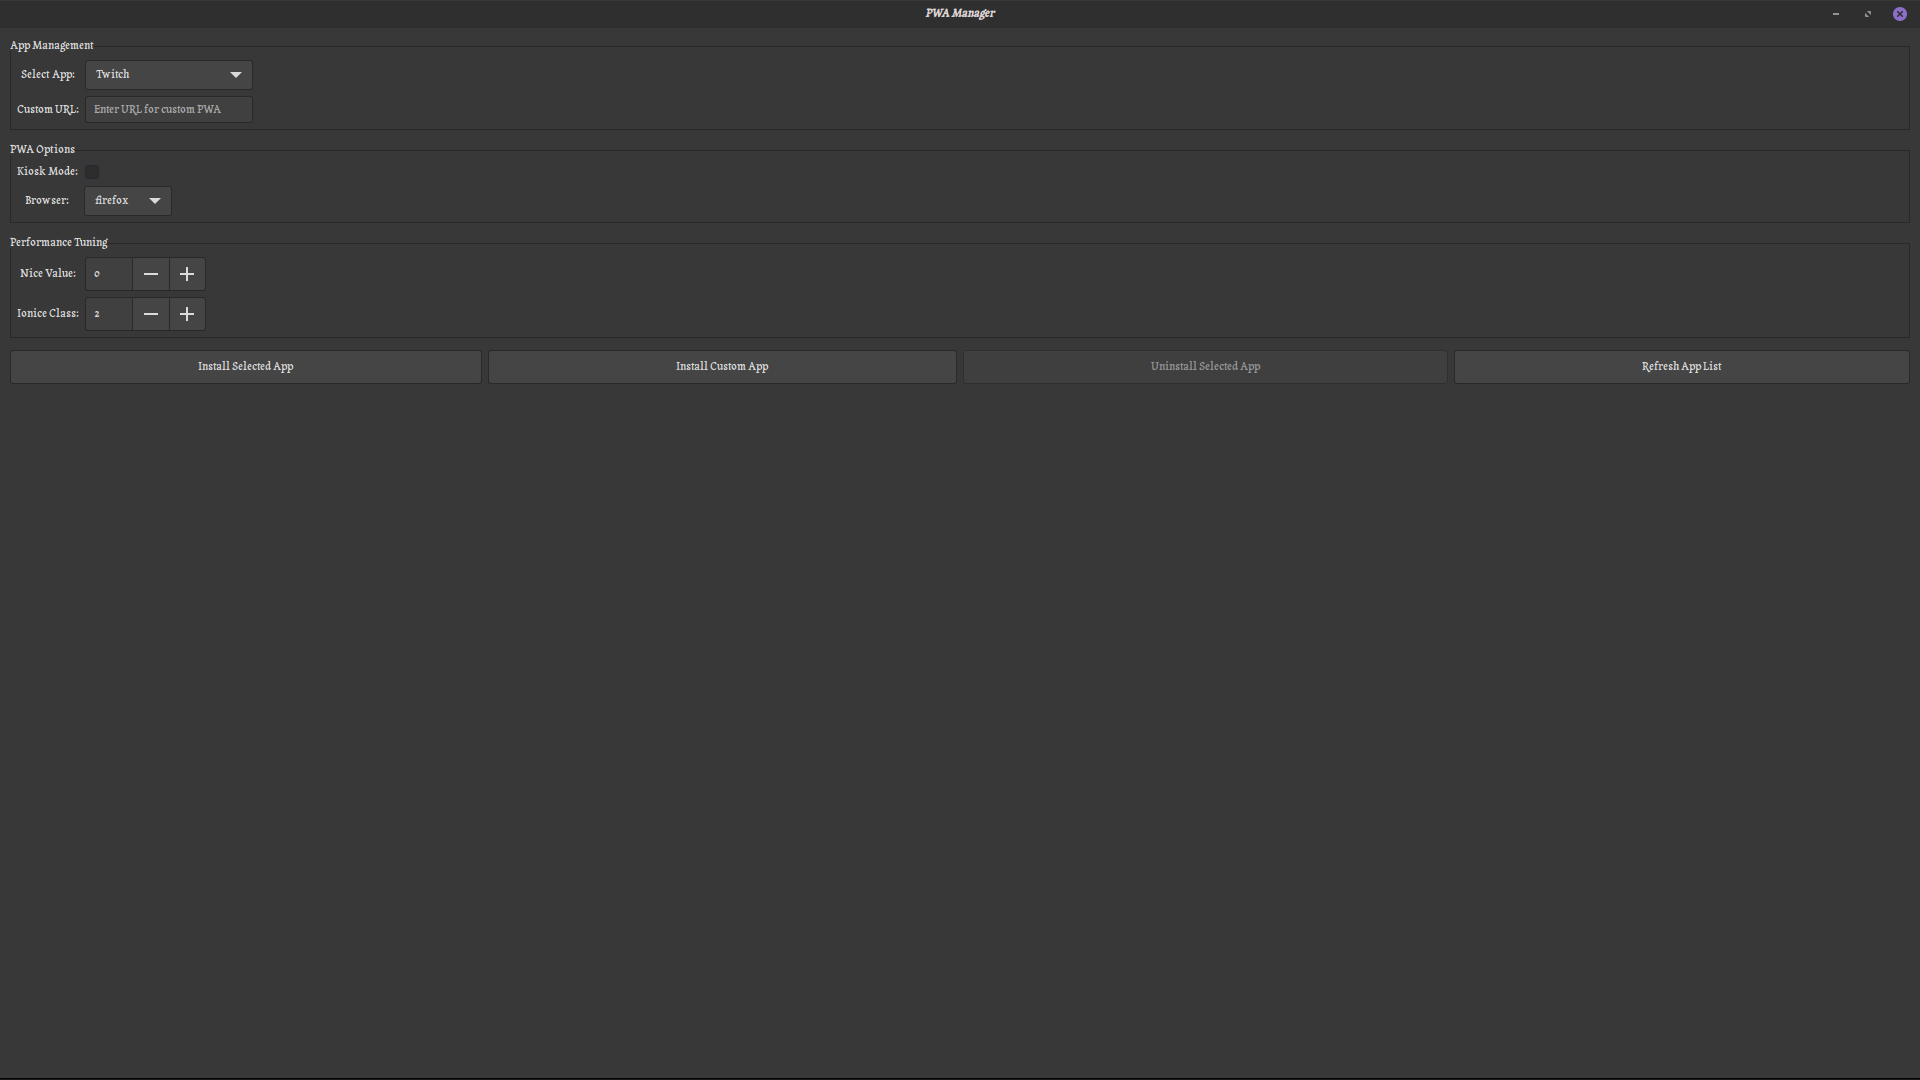 PWA Manager
App Management
Select App: Twitch
Custom URL: Enter URL for custom PWA
PWA Options
Kiosk Mode:
Browser: firefox
Performance Tuning
Nice Value: 0
Ionice Class: 2
Install Selected App Install Custom App Uninstall Selected App Refresh App List